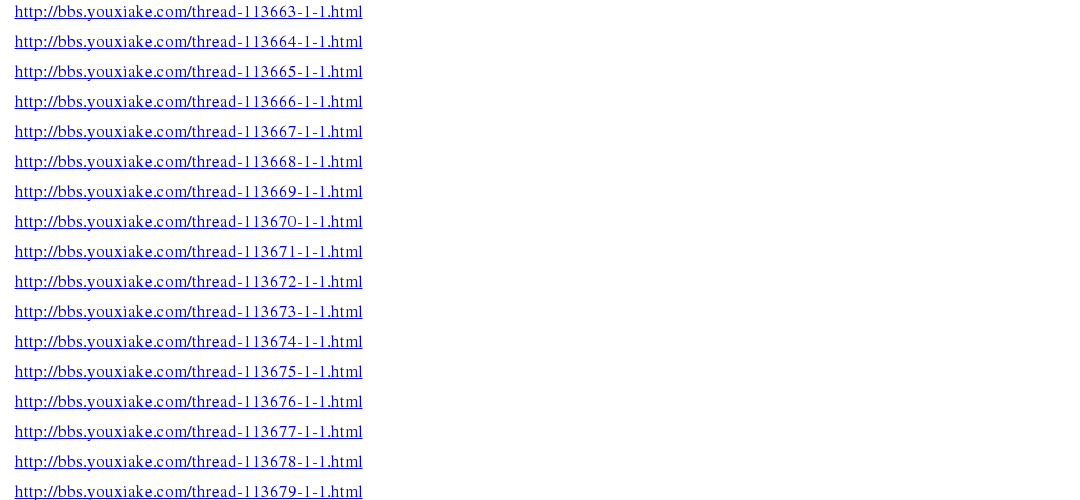 http://bbs.youxiake.com/thread-113663-1-1.html
http://bbs.youxiake.com/thread-113664-1-1.html
http://bbs.youxiake.com/thread-113665-1-1.html
http://bbs.youxiake.com/thread-113666-1-1.html
http://bbs.youxiake.com/thread-113667-1-1.html
http://bbs.youxiake.com/thread-113668-1-1.html
http://bbs.youxiake.com/thread-113669-1-1.html
http://bbs.youxiake.com/thread-113670-1-1.html
http://bbs.youxiake.com/thread-113671-1-1.html
http://bbs.youxiake.com/thread-113672-1-1.html
http://bbs.youxiake.com/thread-113673-1-1.html
http://bbs.youxiake.com/thread-113674-1-1.html
http://bbs.youxiake.com/thread-113675-1-1.html
http://bbs.youxiake.com/thread-113676-1-1.html
http://bbs.youxiake.com/thread-113677-1-1.html
http://bbs.youxiake.com/thread-113678-1-1.html
http://bbs.youxiake.com/thread-113679-1-1.html